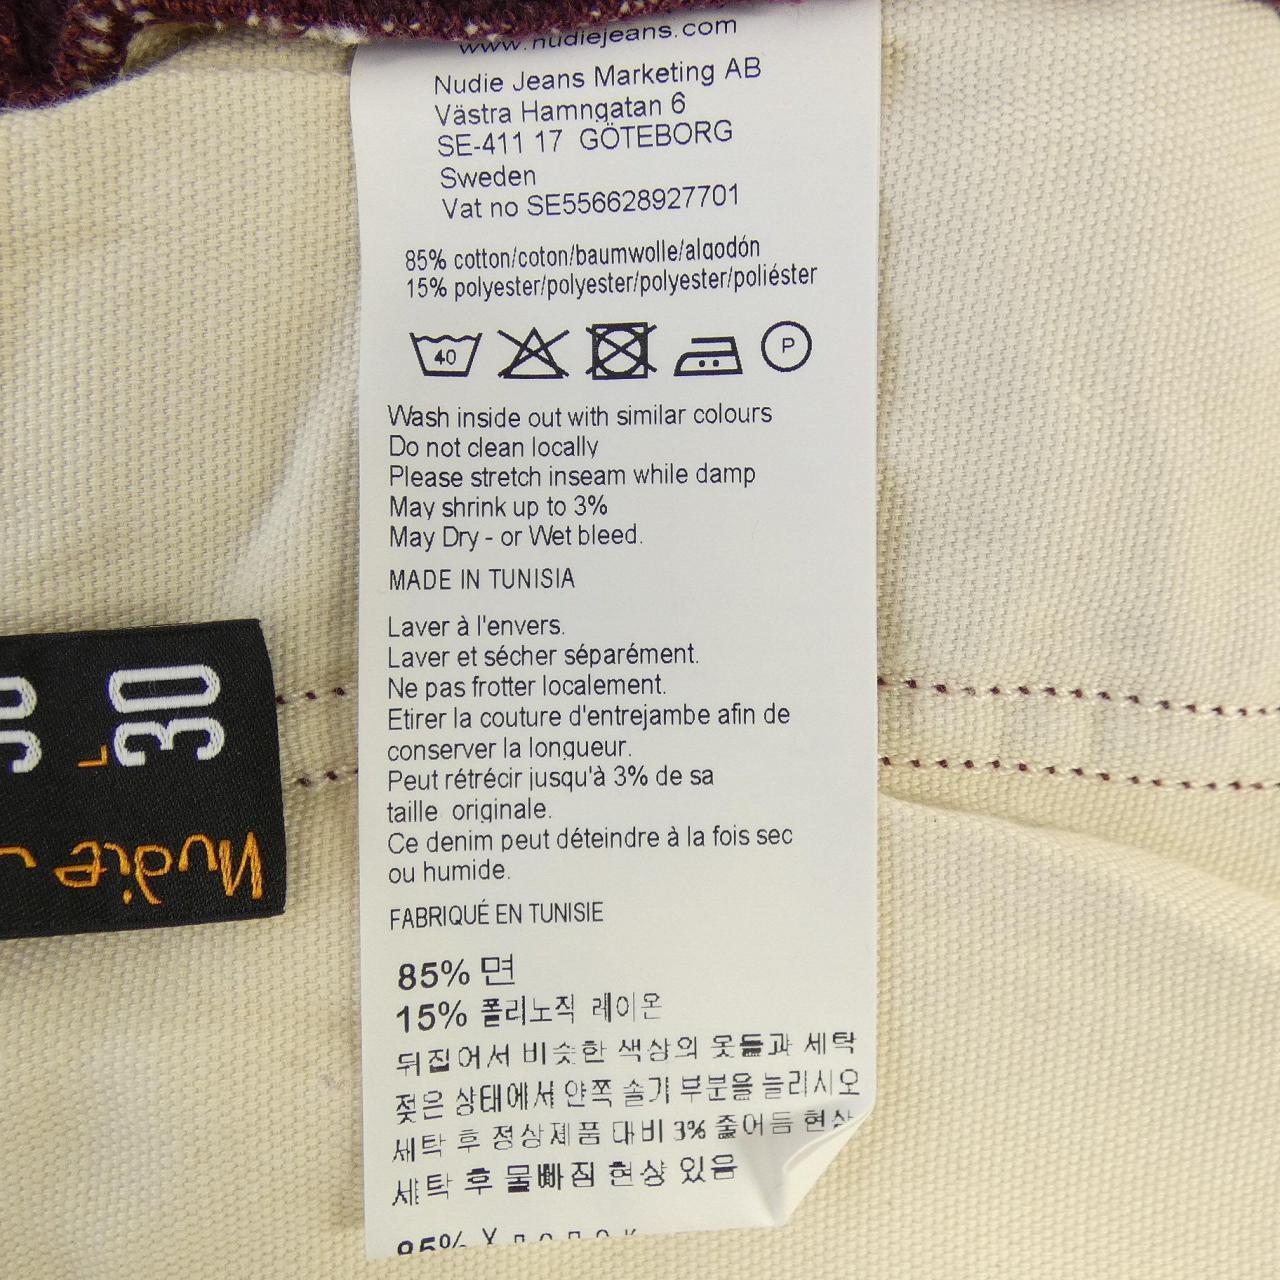 www.nudiejeans.com
Nudie Jeans Marketing AB
Västra Hamngatan 6
SE-411 17 GÖTEBORG
Sweden
Vat no SE556628927701
85% cotton/coton/baumwolle/algodón
15% polyester/polyester/polyester/poliéster
40
P
Wash inside out with similar colours
Do not clean locally
Please stretch inseam while damp
May shrink up to 3%
May Dry - or Wet bleed.
MADE IN TUNISIA
Laver à l'envers.
Laver et sécher séparément.
Ne pas frotter localement.
Etirer la couture d'entrejambe afin de
conserver la longueur.
Peut rétrécir jusqu'à 3% de sa
taille originale.
Ce denim peut déteindre à la fois sec
ou humide.
FABRIQUÉ EN TUNISIE
85% 면
15% 폴리노직 레이온
뒤집어서 비슷한 색상의 옷들과 세탁
젖은 상태에서 안쪽 솔기 부분을 늘리시오
세탁 후 정상제품 대비 3% 줄어듬 현상
세탁 후 물빠짐 현상 있음
85%
L
30
Nudie